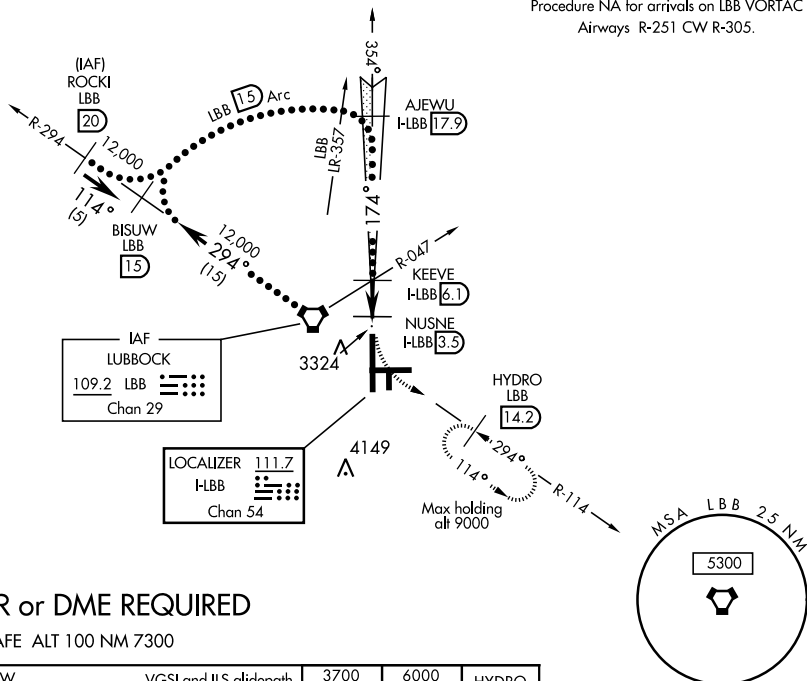 Procedure NA for arrivals on LBB VORTAC
Airways R-251 CW R-305.
(IAF)
ROCKI
LBB
20
R-294
12,000
114°
(5)
BISUW
LBB
15
LBB 15 Arc
LBB
LR-357
354°
AJEWU
I-LBB 17.9
174°
12,000
294°
(15)
R-047
KEEVE
I-LBB 6.1
NUSNE
I-LBB 3.5
3324
IAF
LUBBOCK
109.2 LBB
Chan 29
HYDRO
LBB
14.2
294°
114°
R-114
Max holding
alt 9000
LOCALIZER 111.7
I-LBB
Chan 54
4149
MSA LBB 25 NM
5300
R or DME REQUIRED
AFE ALT 100 NM 7300
VGSI and ILS glidepath
3700
6000
HYDRO